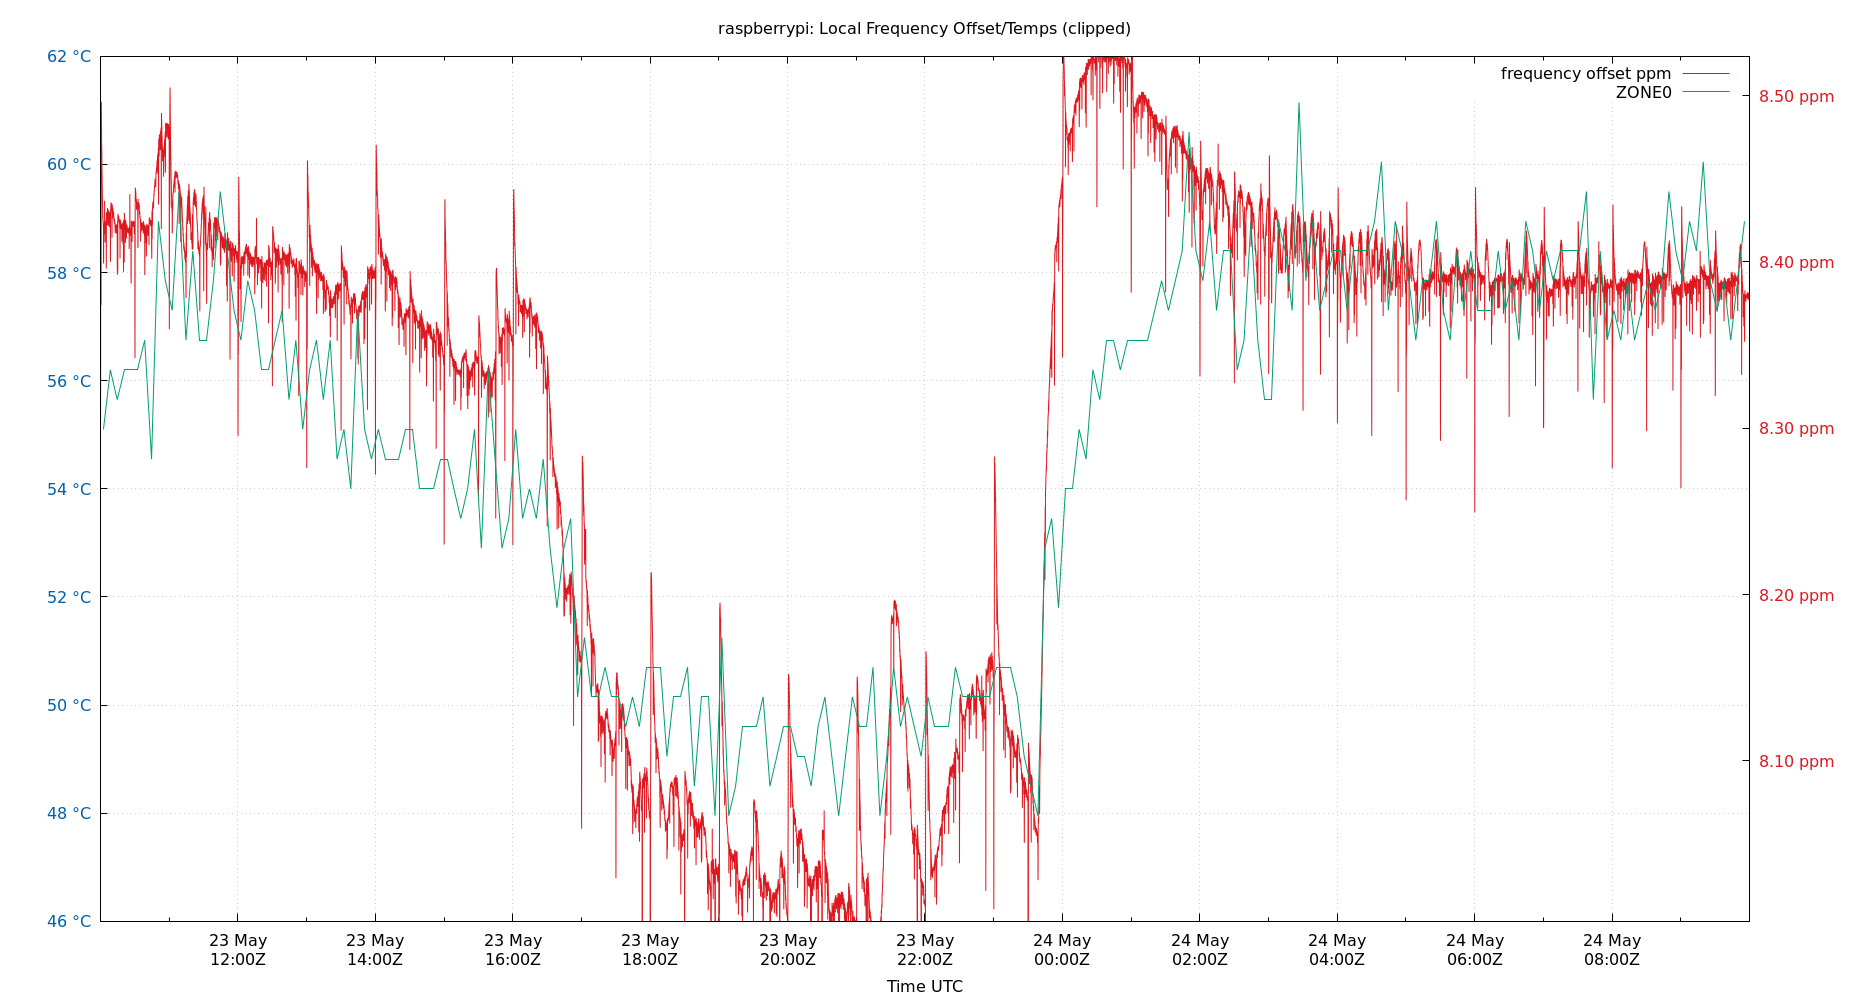 raspberrypi: Local Frequency Offset/Temps (clipped)
frequency offset ppm
ZONE0
62 °C
60 °C
58 °C
56 °C
54 °C
52 °C
50 °C
48 °C
46 °C
8.50 ppm
8.40 ppm
8.30 ppm
8.20 ppm
8.10 ppm
23 May 23 May 23 May 23 May 23 May 23 May 24 May 24 May 24 May 24 May 24 May
12:00Z 14:00Z 16:00Z 18:00Z 20:00Z 22:00Z 00:00Z 02:00Z 04:00Z 06:00Z 08:00Z
Time UTC